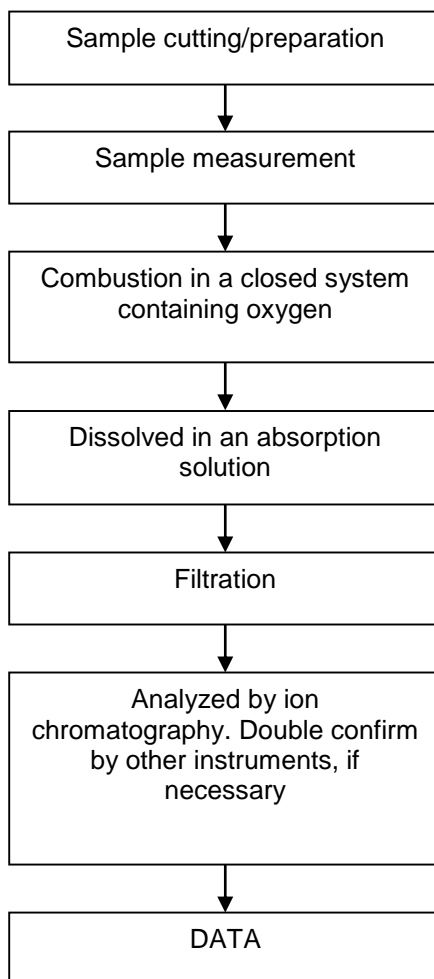 Sample cutting/preparation
Sample measurement
Combustion in a closed system
containing oxygen
Dissolved in an absorption
solution
Filtration
Analyzed by ion
chromatography. Double confirm
by other instruments, if
necessary
DATA